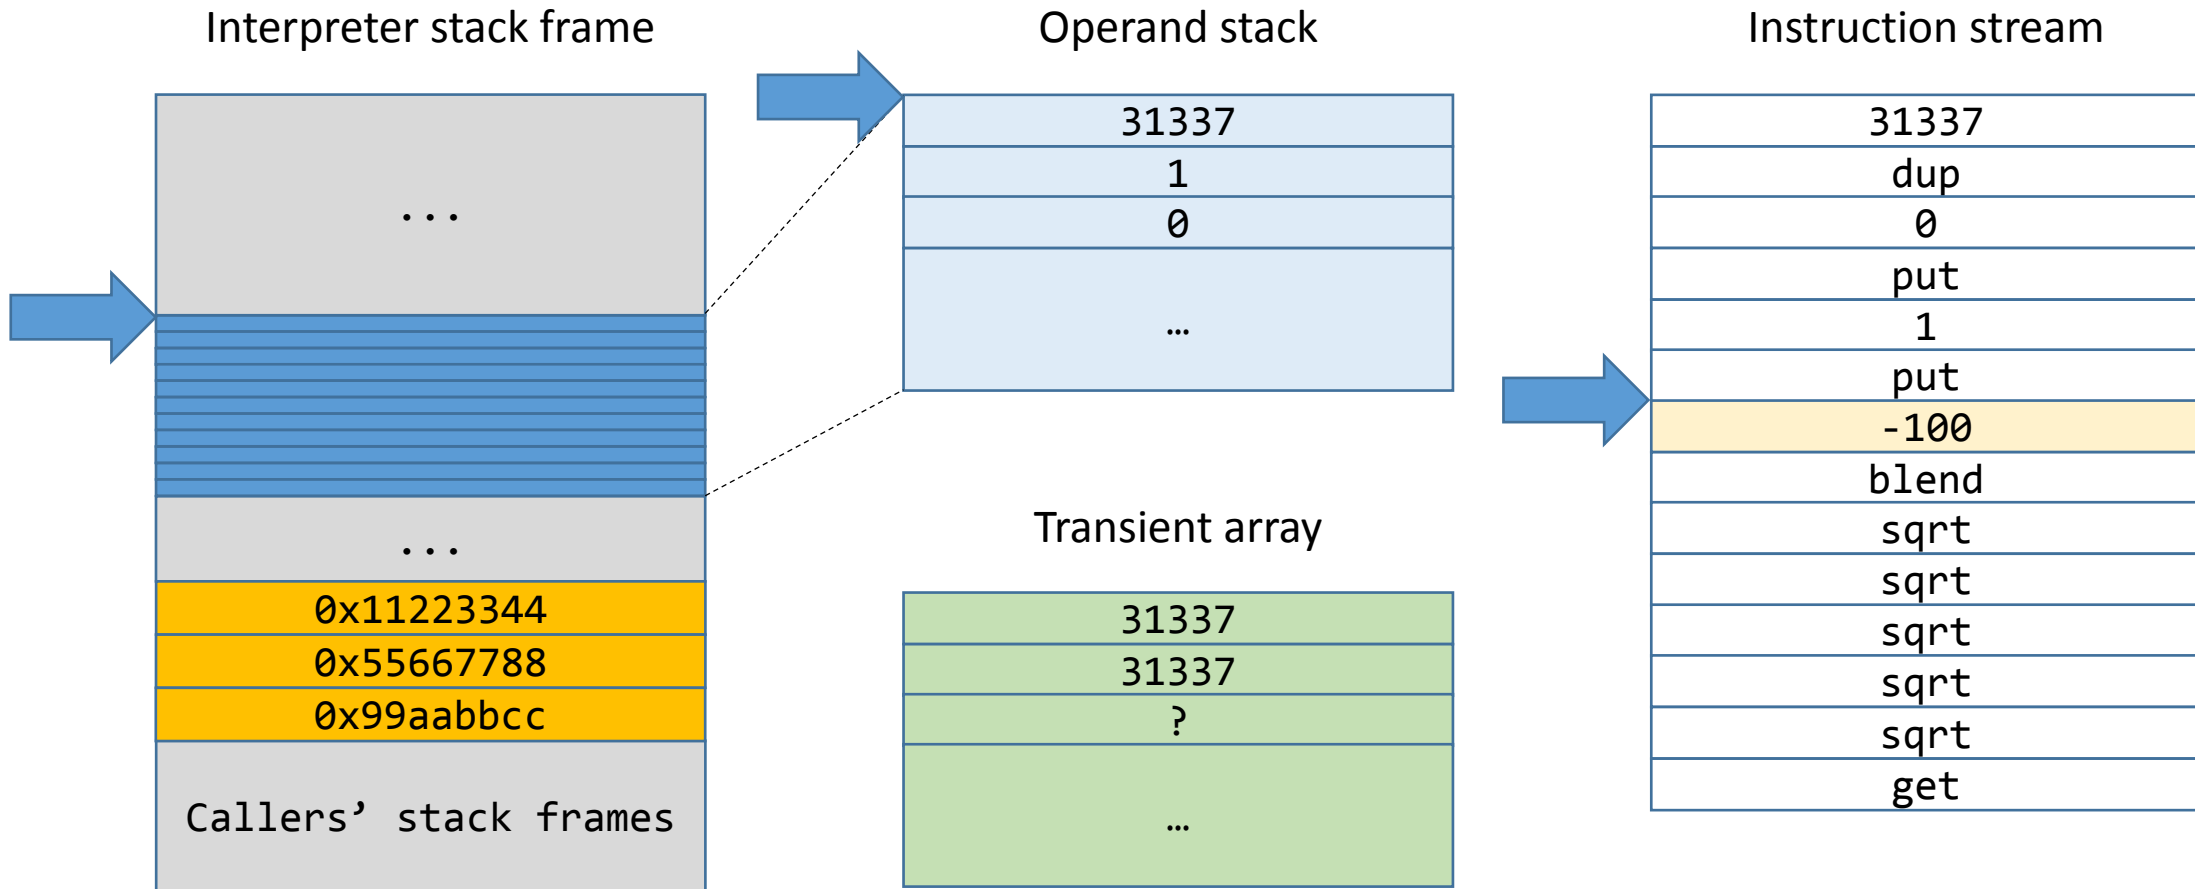 Interpreter stack frame
...
...
0x11223344
0x55667788
0x99aabbcc
Callers’ stack frames
Operand stack
31337
1
0
…
Transient array
31337
31337
?
…
Instruction stream
31337
dup
0
put
1
put
-100
blend
sqrt
sqrt
sqrt
sqrt
sqrt
get